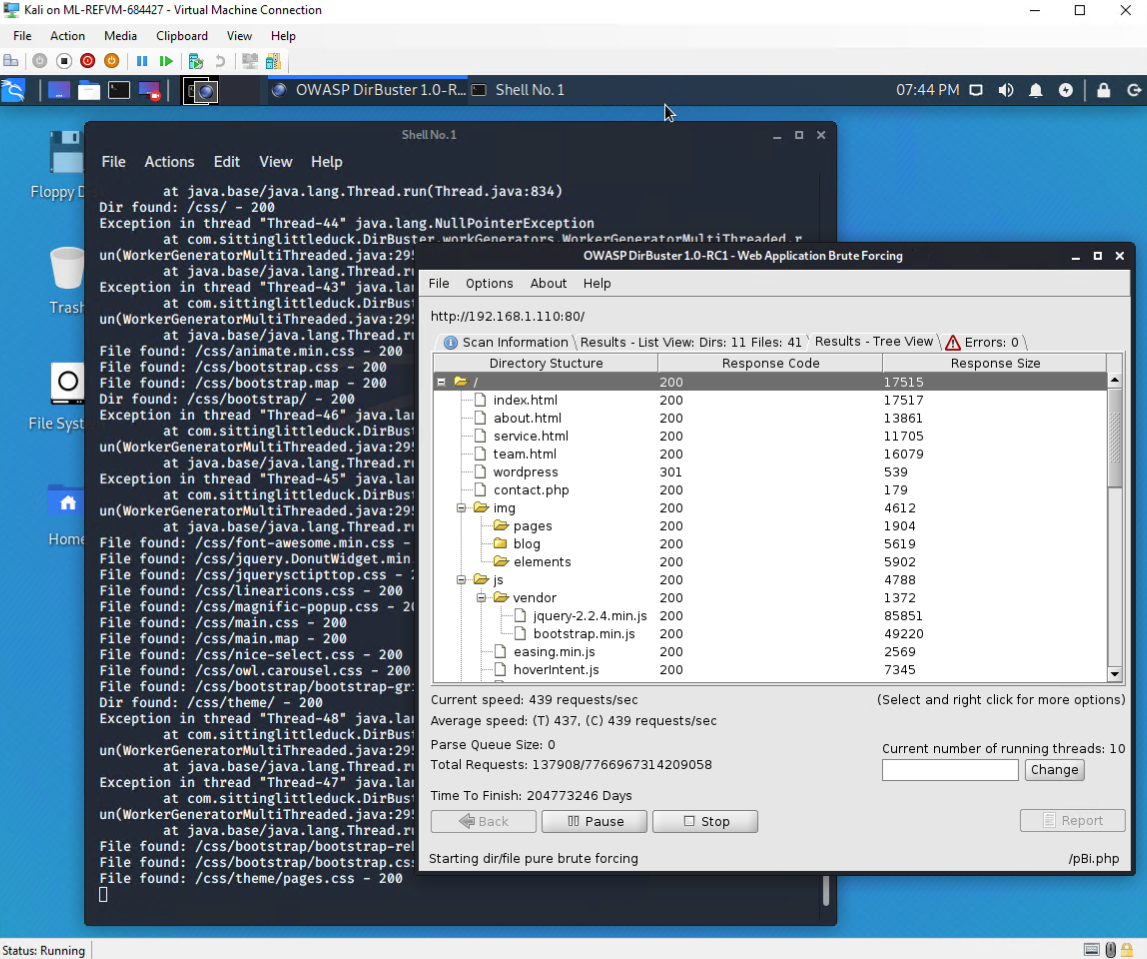 Kali on ML-REFVM-684427 - Virtual Machine Connection
File Action Media Clipboard View Help
OWASP DirBuster 1.0-R... Shell No. 1 07:44 PM
Floppy D
Trash
File Syst
Home
Shell No. 1
File Actions Edit View Help
at java.base/java.lang.Thread.run(Thread.java:834)
Dir found: /css/ - 200
Exception in thread "Thread-44" java.lang.NullPointerException
at com.sittinglittleduck.DirBuster.workGenerators.WorkerGeneratorMultiThreaded.r
un(WorkerGeneratorMultiThreaded.java:295
at java.base/java.lang.Thread.ru
Exception in thread "Thread-43" java.lan
at com.sittinglittleduck.DirBust
un(WorkerGeneratorMultiThreaded.java:295
at java.base/java.lang.Thread.ru
File found: /css/animate.min.css - 200
File found: /css/bootstrap.css - 200
File found: /css/bootstrap.map - 200
Dir found: /css/bootstrap/ - 200
Exception in thread "Thread-46" java.lan
at com.sittinglittleduck.DirBust
un(WorkerGeneratorMultiThreaded.java:295
at java.base/java.lang.Thread.ru
Exception in thread "Thread-45" java.lan
at com.sittinglittleduck.DirBust
un(WorkerGeneratorMultiThreaded.java:295
at java.base/java.lang.Thread.ru
File found: /css/font-awesome.min.css -
File found: /css/jquery.DonutWidget.min
File found: /css/jquerysctipttop.css - 2
File found: /css/linearicons.css - 200
File found: /css/magnific-popup.css - 20
File found: /css/main.css - 200
File found: /css/main.map - 200
File found: /css/nice-select.css - 200
File found: /css/owl.carousel.css - 200
File found: /css/bootstrap/bootstrap-gri
Dir found: /css/theme/ - 200
Exception in thread "Thread-48" java.lan
at com.sittinglittleduck.DirBust
un(WorkerGeneratorMultiThreaded.java:295
at java.base/java.lang.Thread.ru
Exception in thread "Thread-47" java.lan
at com.sittinglittleduck.DirBust
un(WorkerGeneratorMultiThreaded.java:295
at java.base/java.lang.Thread.ru
File found: /css/bootstrap/bootstrap-reb
File found: /css/bootstrap/bootstrap.css
File found: /css/theme/pages.css - 200
OWASP DirBuster 1.0-RC1 - Web Application Brute Forcing
File Options About Help
http://192.168.1.110:80/
Scan Information Results - List View: Dirs: 11 Files: 41 Results - Tree View Errors: 0
Directory Stucture Response Code Response Size
/ 200 17515
index.html 200 17517
about.html 200 13861
service.html 200 11705
team.html 200 16079
wordpress 301 539
contact.php 200 179
img 200 4612
pages 200 1904
blog 200 5619
elements 200 5902
js 200 4788
vendor 200 1372
jquery-2.2.4.min.js 200 85851
bootstrap.min.js 200 49220
easing.min.js 200 2569
hoverIntent.js 200 7345
Current speed: 439 requests/sec (Select and right click for more options)
Average speed: (T) 437, (C) 439 requests/sec
Parse Queue Size: 0 Current number of running threads: 10
Total Requests: 137908/7766967314209058 Change
Time To Finish: 204773246 Days
Back Pause Stop Report
Starting dir/file pure brute forcing /pBi.php
Status: Running